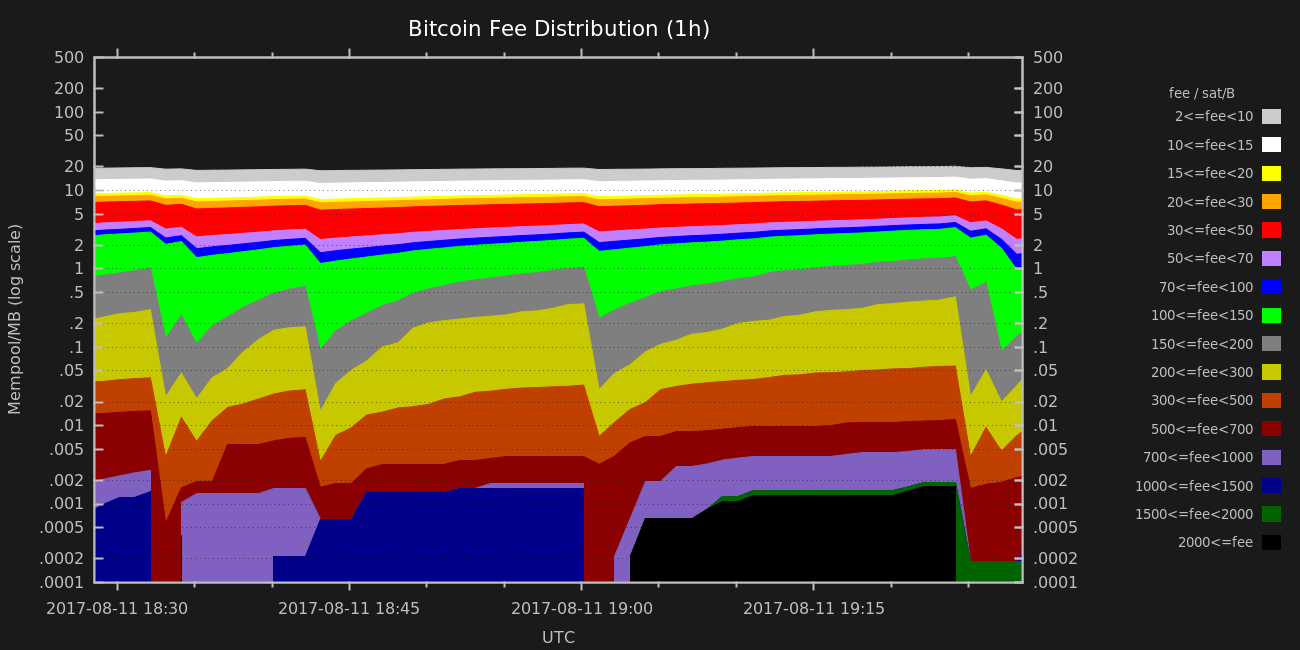 Bitcoin Fee Distribution (1h)
Mempool/MB (log scale)
500
200
100
50
20
10
5
2
1
.5
.2
.1
.05
.02
.01
.005
.002
.001
.0005
.0002
.0001
500
200
100
50
20
10
5
2
1
.5
.2
.1
.05
.02
.01
.005
.002
.001
.0005
.0002
.0001
2017-08-11 18:30 2017-08-11 18:45 2017-08-11 19:00 2017-08-11 19:15
UTC
fee / sat/B
2<=fee<10
10<=fee<15
15<=fee<20
20<=fee<30
30<=fee<50
50<=fee<70
70<=fee<100
100<=fee<150
150<=fee<200
200<=fee<300
300<=fee<500
500<=fee<700
700<=fee<1000
1000<=fee<1500
1500<=fee<2000
2000<=fee